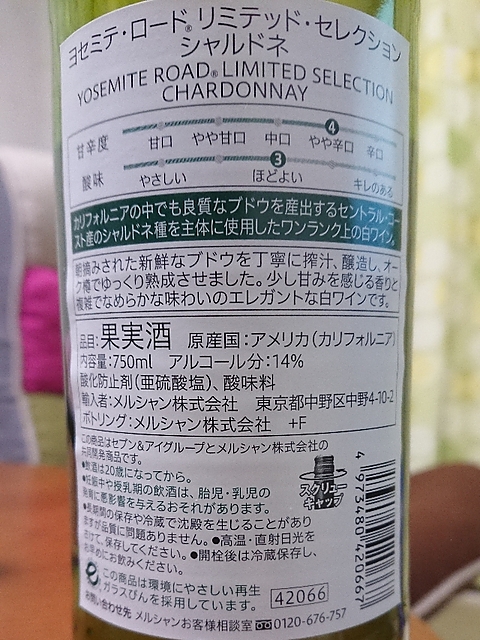 ヨセミテ・ロード®リミテッド・セレクション
シャルドネ
YOSEMITE ROAD® LIMITED SELECTION
CHARDONNAY
甘辛度
4
甘口 やや甘口 中口 やや辛口 辛口
酸味
3
やさしい ほどよい キレのある
カリフォルニアの中でも良質なブドウを産出するセントラル・コー
スト産のシャルドネ種を主体に使用したワンランク上の白ワイン。
朝摘みされた新鮮なブドウを丁寧に搾汁、醸造し、オー
ク樽でゆっくり熟成させました。少し甘みを感じる香りと
複雑でなめらかな味わいのエレガントな白ワインです。
品目:果実酒 原産国:アメリカ(カリフォルニア)
内容量:750ml アルコール分:14%
酸化防止剤(亜硫酸塩)、酸味料
輸入者:メルシャン株式会社 東京都中野区中野4-10-2
ボトリング:メルシャン株式会社 +F
この商品はセブン&アイグループとメルシャン株式会社の
共同開発商品です。
●飲酒は20歳になってから。
●妊娠中や授乳期の飲酒は、胎児・乳児の
発育に悪影響を与えるおそれがあります。
●長期間の保存や冷蔵で沈殿を生じることがあり
ますが品質に問題ありません。●高温・直射日光を
避けて、保存してください。●開栓後は冷蔵保存し、
お早めにお飲みください。
スクリュー
キャップ
この商品は環境にやさしい再生
ガラスびんを採用しています。
42066
お問い合わせ先 メルシャンお客様相談室 0120-676-757
4973480420667